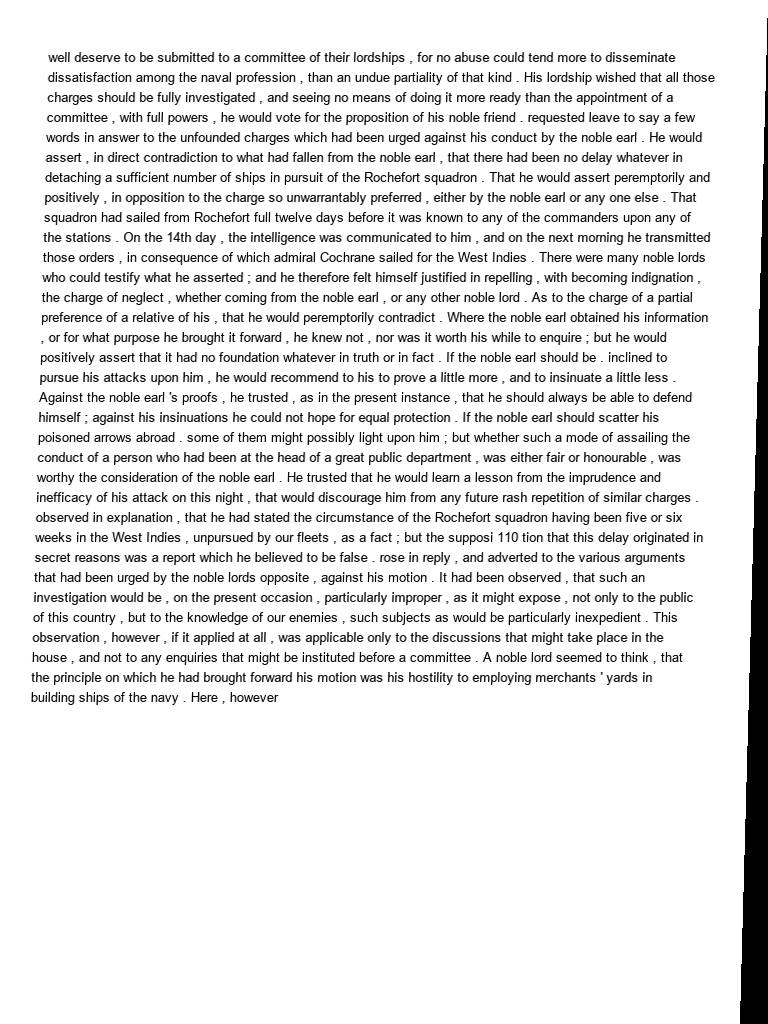 well deserve to be submitted to a committee of their lordships , for no abuse could tend more to disseminate
dissatisfaction among the naval profession , than an undue partiality of that kind . His lordship wished that all those
charges should be fully investigated , and seeing no means of doing it more ready than the appointment of a
committee , with full powers , he would vote for the proposition of his noble friend . requested leave to say a few
words in answer to the unfounded charges which had been urged against his conduct by the noble earl . He would
assert , in direct contradiction to what had fallen from the noble earl , that there had been no delay whatever in
detaching a sufficient number of ships in pursuit of the Rochefort squadron . That he would assert peremptorily and
positively , in opposition to the charge so unwarrantably preferred , either by the noble earl or any one else . That
squadron had sailed from Rochefort full twelve days before it was known to any of the commanders upon any of
the stations . On the 14th day , the intelligence was communicated to him , and on the next morning he transmitted
those orders , in consequence of which admiral Cochrane sailed for the West Indies . There were many noble lords
who could testify what he asserted ; and he therefore felt himself justified in repelling , with becoming indignation ,
the charge of neglect , whether coming from the noble earl , or any other noble lord . As to the charge of a partial
preference of a relative of his , that he would peremptorily contradict . Where the noble earl obtained his information
, or for what purpose he brought it forward , he knew not , nor was it worth his while to enquire ; but he would
positively assert that it had no foundation whatever in truth or in fact . If the noble earl should be . inclined to
pursue his attacks upon him , he would recommend to his to prove a little more , and to insinuate a little less .
Against the noble earl 's proofs , he trusted , as in the present instance , that he should always be able to defend
himself ; against his insinuations he could not hope for equal protection . If the noble earl should scatter his
poisoned arrows abroad . some of them might possibly light upon him ; but whether such a mode of assailing the
conduct of a person who had been at the head of a great public department , was either fair or honourable , was
worthy the consideration of the noble earl . He trusted that he would learn a lesson from the imprudence and
inefficacy of his attack on this night , that would discourage him from any future rash repetition of similar charges .
observed in explanation , that he had stated the circumstance of the Rochefort squadron having been five or six
weeks in the West Indies , unpursued by our fleets , as a fact ; but the supposi 110 tion that this delay originated in
secret reasons was a report which he believed to be false . rose in reply , and adverted to the various arguments
that had been urged by the noble lords opposite , against his motion . It had been observed , that such an
investigation would be , on the present occasion , particularly improper , as it might expose , not only to the public
of this country , but to the knowledge of our enemies , such subjects as would be particularly inexpedient . This
observation , however , if it applied at all , was applicable only to the discussions that might take place in the
house , and not to any enquiries that might be instituted before a committee . A noble lord seemed to think , that
the principle on which he had brought forward his motion was his hostility to employing merchants ' yards in
building ships of the navy . Here , however